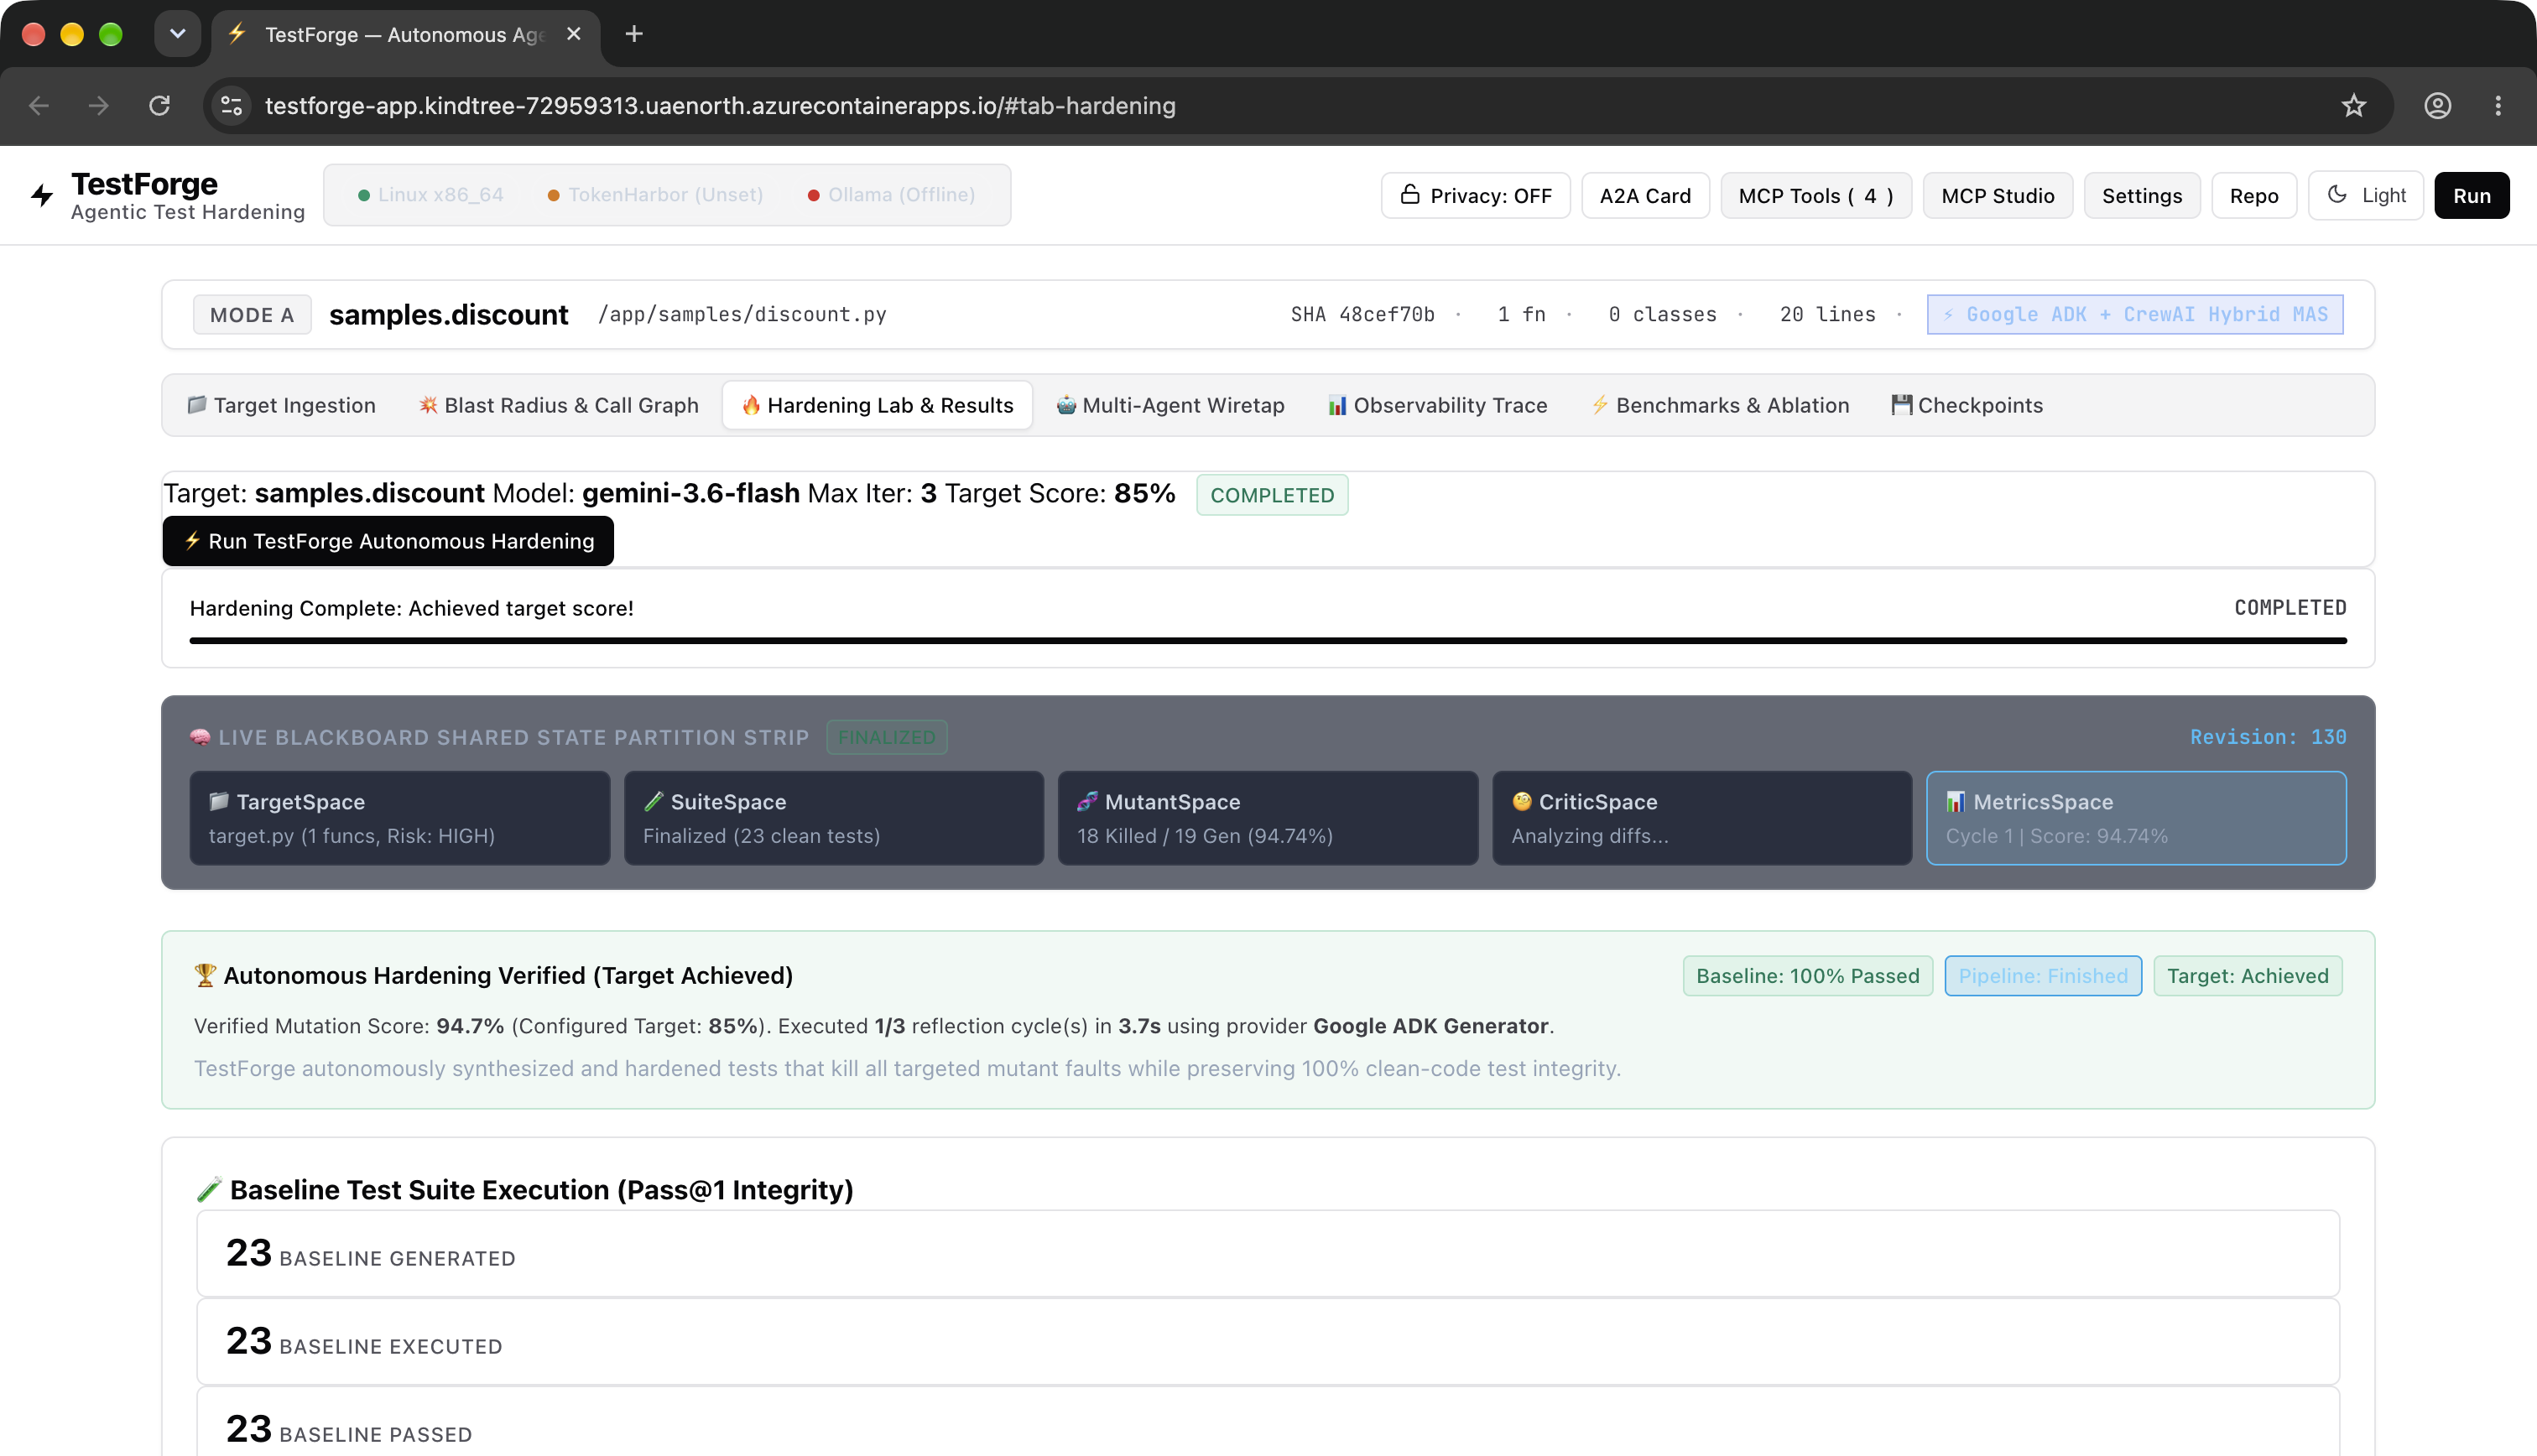 TestForge — Autonomous Age
testforge-app.kindtree-72959313.uaenorth.azurecontainerapps.io/#tab-hardening
TestForge
Agentic Test Hardening
Linux x86_64 TokenHarbor (Unset) Ollama (Offline)
Privacy: OFF A2A Card MCP Tools ( 4 ) MCP Studio Settings Repo Light Run
MODE A samples.discount /app/samples/discount.py SHA 48cef70b · 1 fn · 0 classes · 20 lines · ⚡ Google ADK + CrewAI Hybrid MAS
📁 Target Ingestion 💥 Blast Radius & Call Graph 🔥 Hardening Lab & Results 🤖 Multi-Agent Wiretap 📊 Observability Trace ⚡ Benchmarks & Ablation 💾 Checkpoints
Target: samples.discount Model: gemini-3.6-flash Max Iter: 3 Target Score: 85% COMPLETED
⚡ Run TestForge Autonomous Hardening
Hardening Complete: Achieved target score! COMPLETED
🧠 LIVE BLACKBOARD SHARED STATE PARTITION STRIP FINALIZED Revision: 130
📁 TargetSpace
target.py (1 funcs, Risk: HIGH)
🧪 SuiteSpace
Finalized (23 clean tests)
🧬 MutantSpace
18 Killed / 19 Gen (94.74%)
🧐 CriticSpace
Analyzing diffs...
📊 MetricsSpace
Cycle 1 | Score: 94.74%
🏆 Autonomous Hardening Verified (Target Achieved) Baseline: 100% Passed Pipeline: Finished Target: Achieved
Verified Mutation Score: 94.7% (Configured Target: 85%). Executed 1/3 reflection cycle(s) in 3.7s using provider Google ADK Generator.
TestForge autonomously synthesized and hardened tests that kill all targeted mutant faults while preserving 100% clean-code test integrity.
🧪 Baseline Test Suite Execution (Pass@1 Integrity)
23 BASELINE GENERATED
23 BASELINE EXECUTED
23 BASELINE PASSED